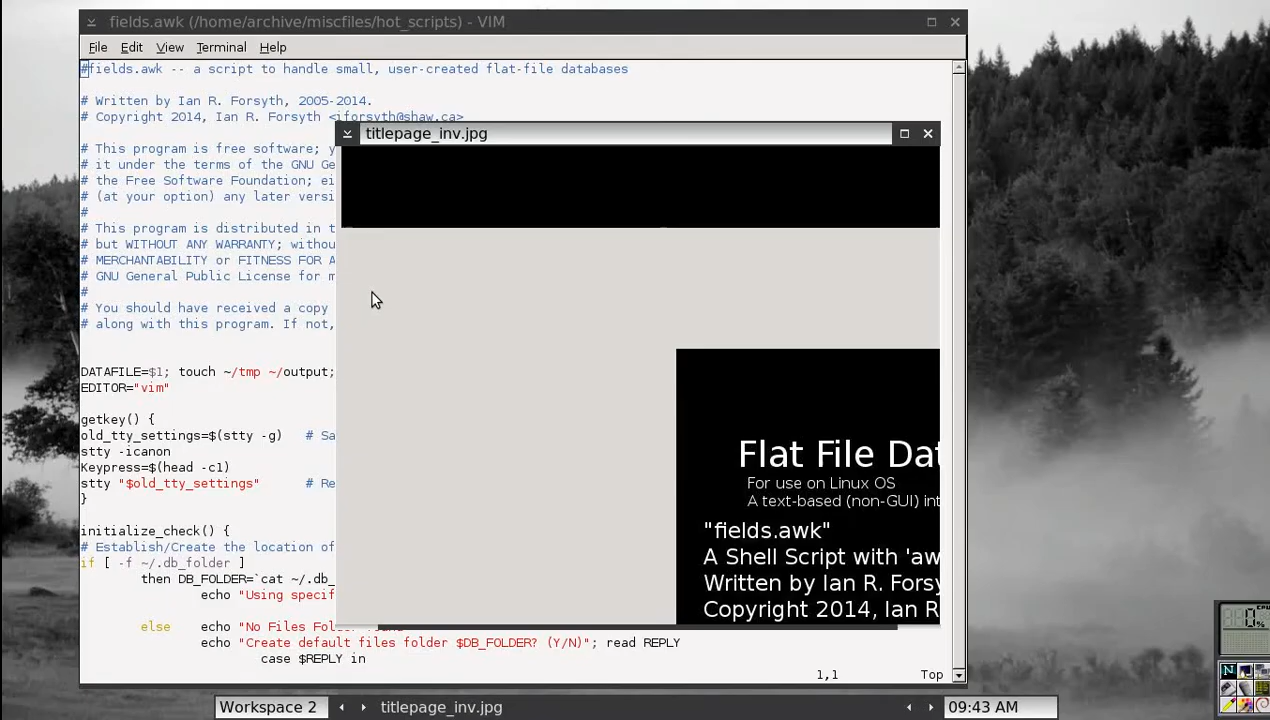 fields.awk (/home/archive/miscfiles/hot_scripts) - VIM
File Edit View Terminal Help
#fields.awk -- a script to handle small, user-created flat-file databases
# Written by Ian R. Forsyth, 2005-2014.
# Copyright 2014, Ian R. Forsyth <iforsyth@shaw.ca>
titlepage_inv.jpg
# This program is free software; y
it under the terms of the GNU Ge
# the Free Software Foundation; ei
# (at your option) any later versi
#
# This program is distributed in t
# but WITHOUT ANY WARRANTY; withou
# MERCHANTABILITY or FITNESS FOR A
# GNU General Public License for m
#
# You should have received a copy
# along with this program. If not,
DATAFILE=$1; touch ~/tmp ~/output;
EDITOR="vim"
getkey() {
old_tty_settings=$(stty -g) # Sa
stty -icanon
Keypress=$(head -c1)
stty "$old_tty_settings" # Re
}
initialize_check() {
# Establish/Create the location of
if [ -f ~/.db_folder ]
then DB_FOLDER=`cat ~/.db_
echo "Using specif
else echo "No Files Fol
echo "Create default files folder $DB_FOLDER? (Y/N)"; read REPLY
case $REPLY in
1,1 Top
Flat File Dat
For use on Linux OS
A text-based (non-GUI) int
"fields.awk"
A Shell Script with 'aw
Written by Ian R. Forsy
Copyright 2014, Ian R
0%
N
Workspace 2
titlepage_inv.jpg
09:43 AM